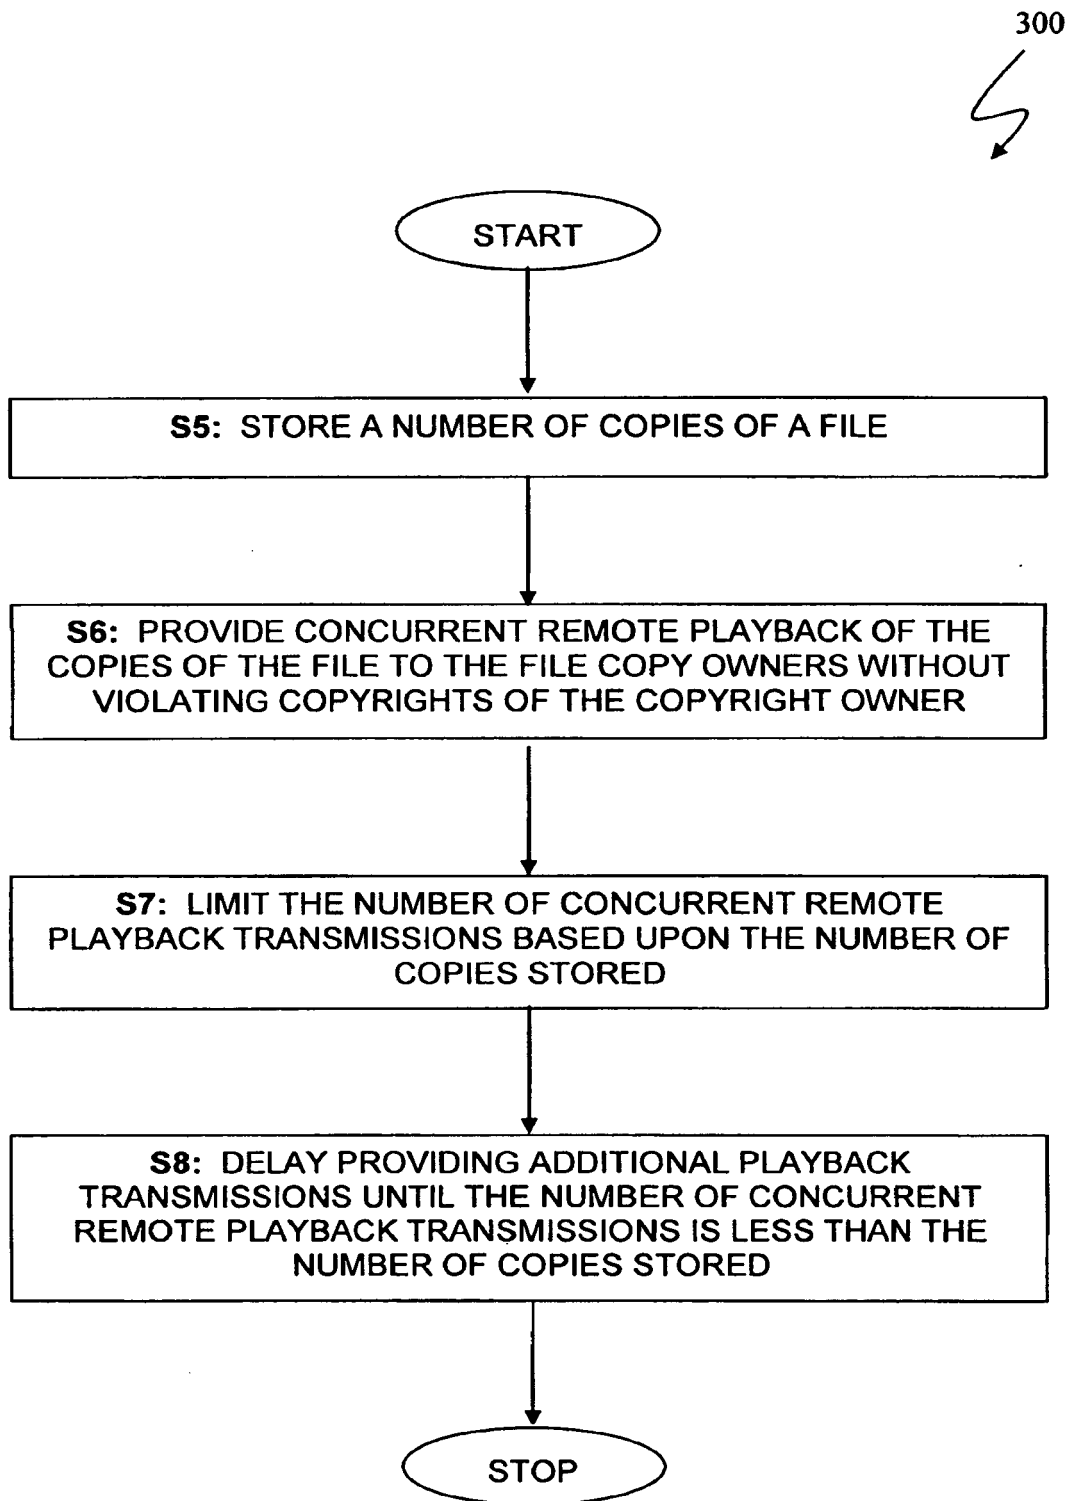 300
START
S5: STORE A NUMBER OF COPIES OF A FILE
S6: PROVIDE CONCURRENT REMOTE PLAYBACK OF THE
COPIES OF THE FILE TO THE FILE COPY OWNERS WITHOUT
VIOLATING COPYRIGHTS OF THE COPYRIGHT OWNER
S7: LIMIT THE NUMBER OF CONCURRENT REMOTE
PLAYBACK TRANSMISSIONS BASED UPON THE NUMBER OF
COPIES STORED
S8: DELAY PROVIDING ADDITIONAL PLAYBACK
TRANSMISSIONS UNTIL THE NUMBER OF CONCURRENT
REMOTE PLAYBACK TRANSMISSIONS IS LESS THAN THE
NUMBER OF COPIES STORED
STOP